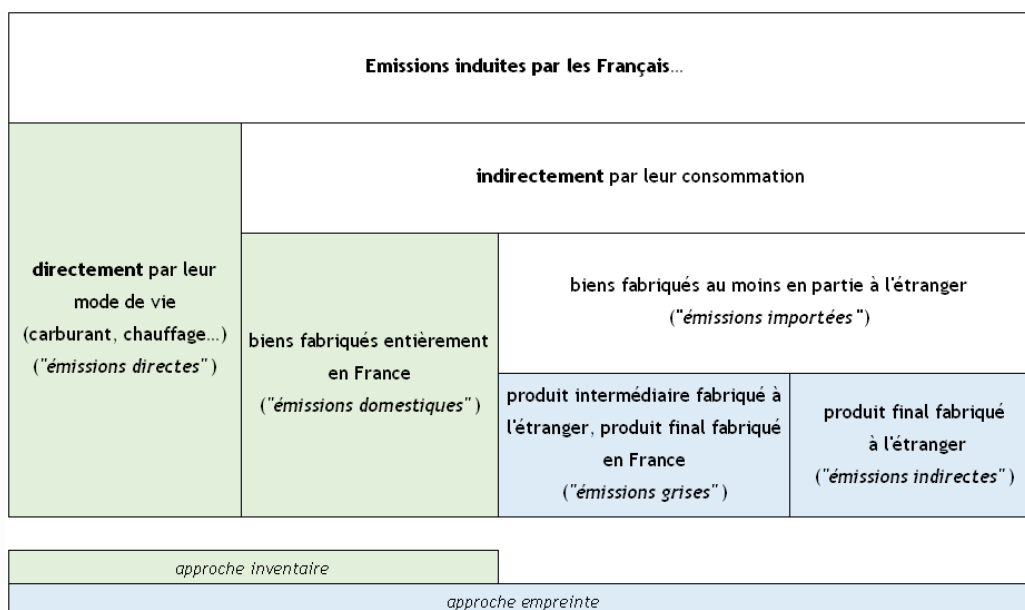 Emissions induites par les Français...
indirectement par leur consommation
directement par leur
mode de vie
(carburant, chauffage...)
("émissions directes")
biens fabriqués entièrement
en France
("émissions domestiques")
biens fabriqués au moins en partie à l'étranger
("émissions importées")
produit intermédiaire fabriqué à
l'étranger, produit final fabriqué
en France
("émissions grises")
produit final fabriqué
à l'étranger
("émissions indirectes")
approche inventaire
approche empreinte